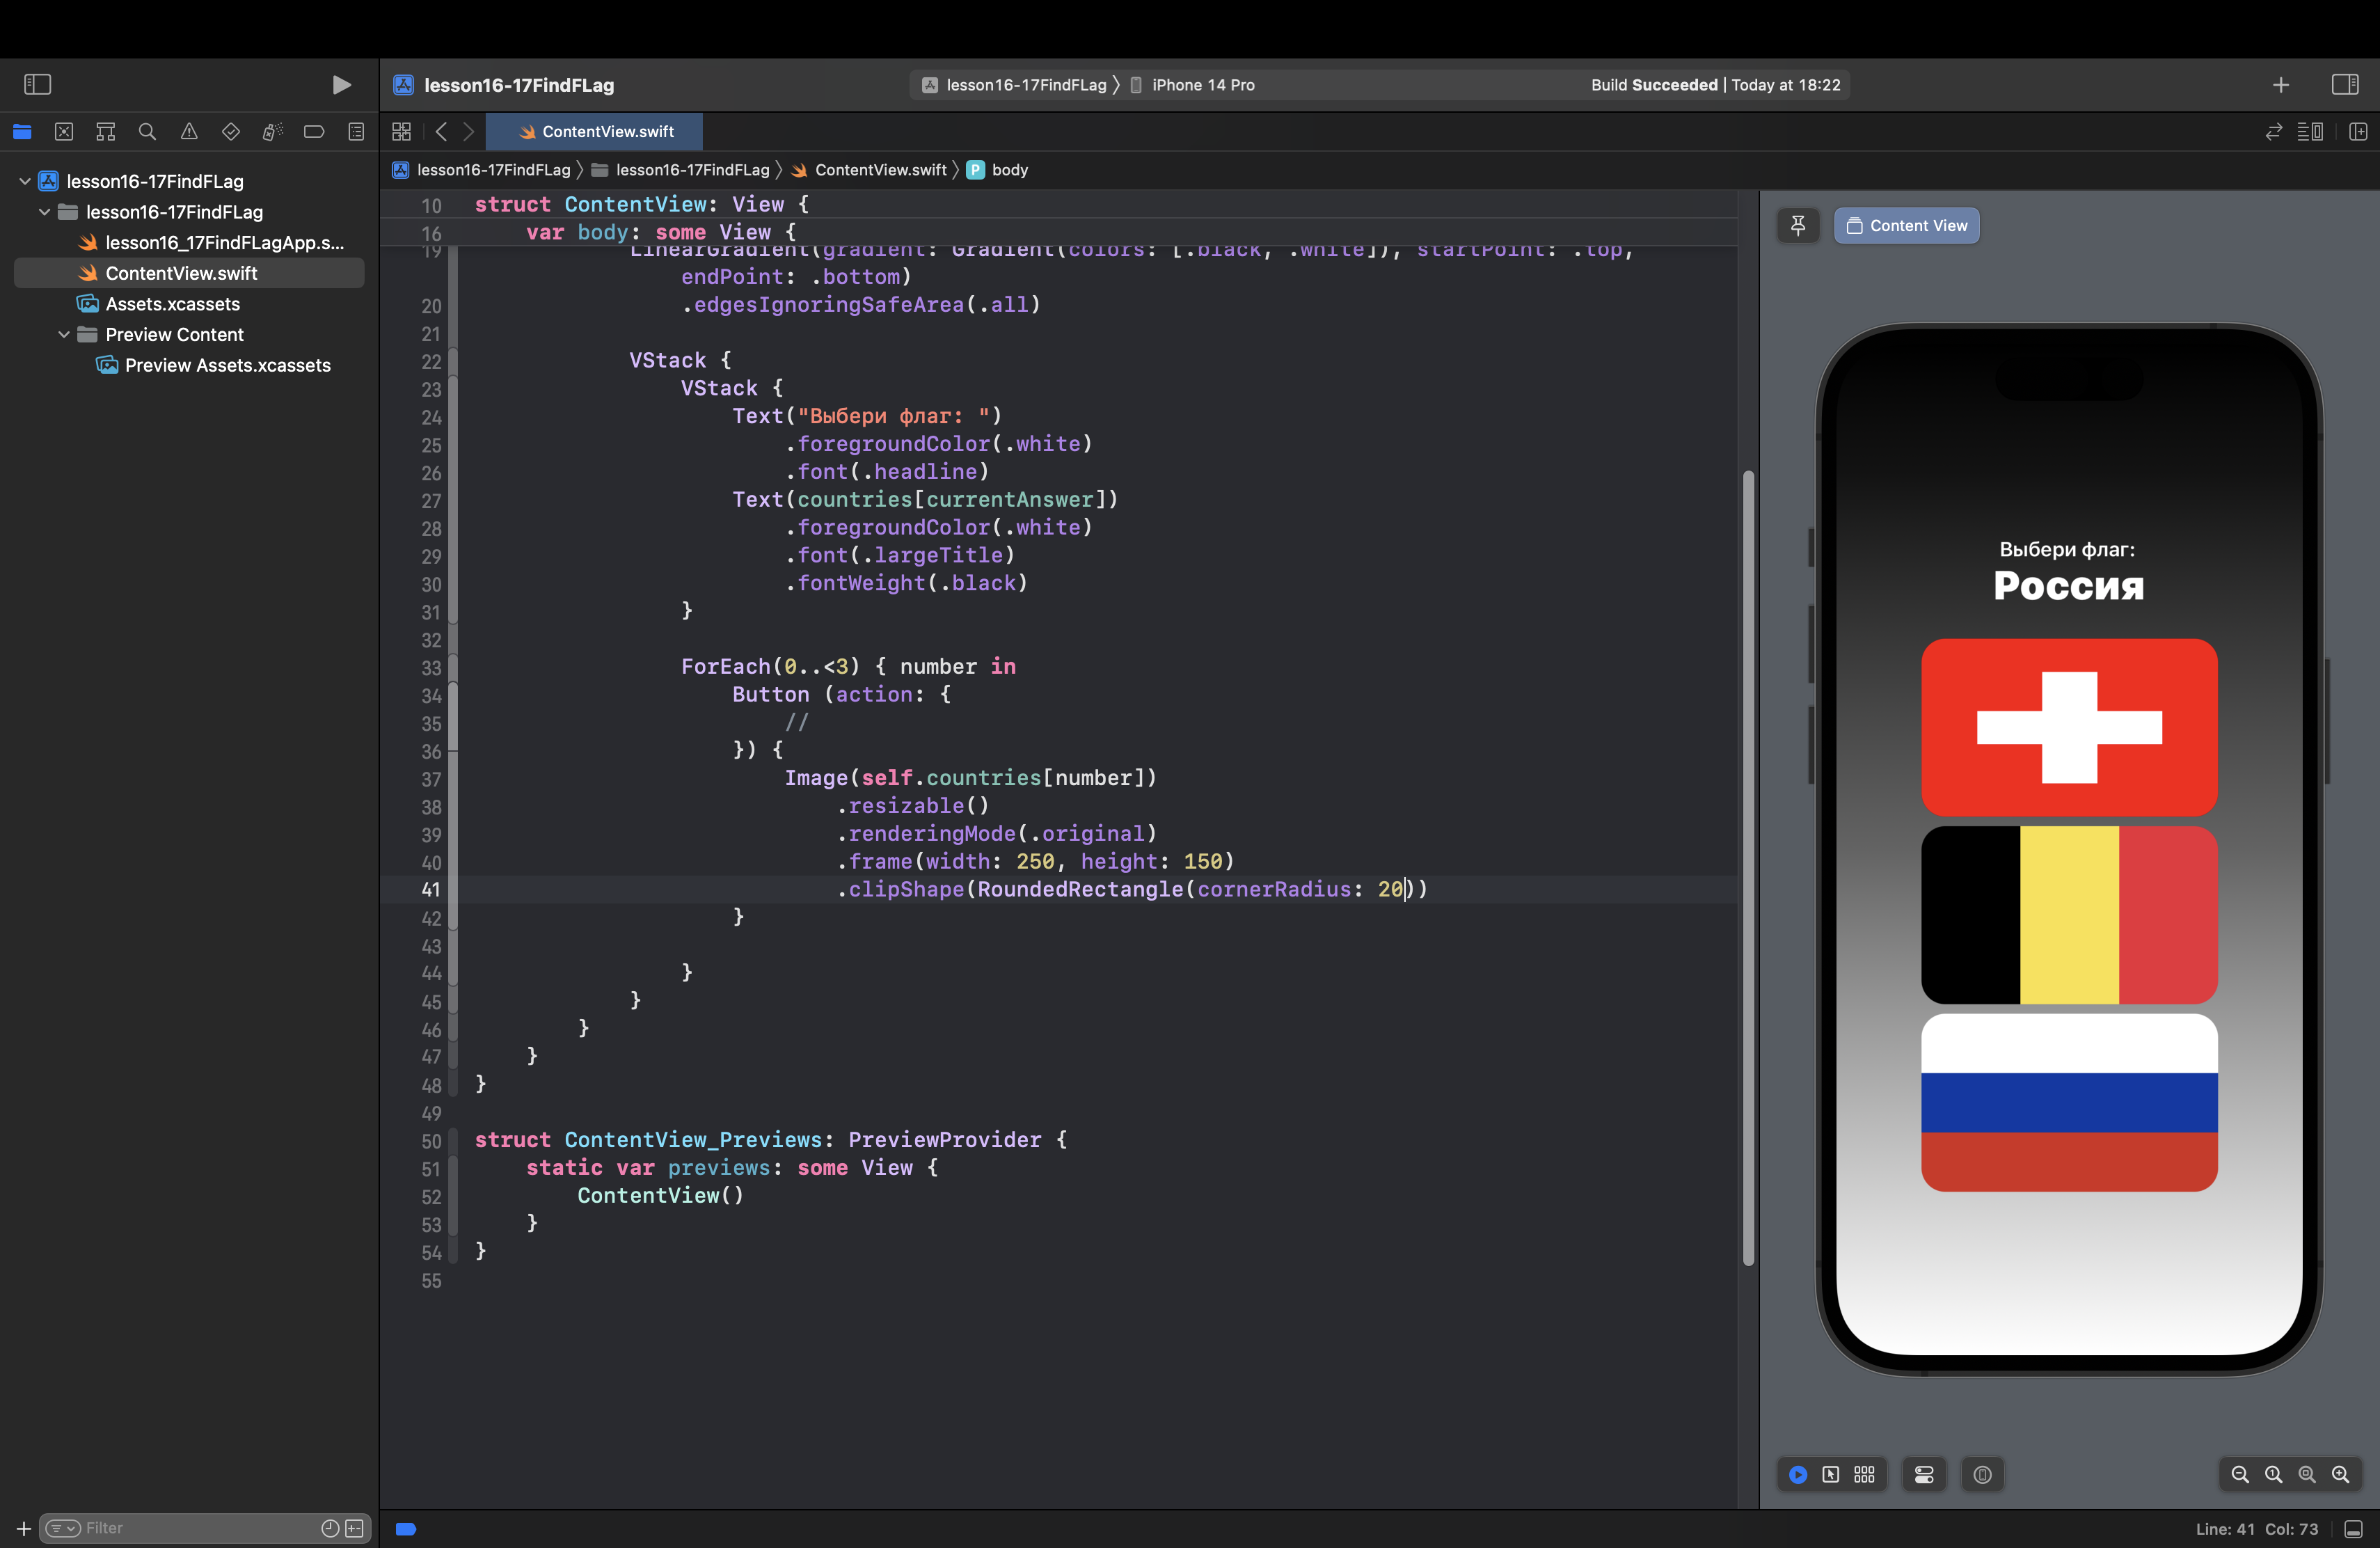 lesson16-17FindFLag
lesson16-17FindFLag
iPhone 14 Pro
Build Succeeded | Today at 18:22
ContentView.swift
lesson16-17FindFLag
lesson16-17FindFLag
ContentView.swift
P
body
lesson16-17FindFLag
lesson16-17FindFLag
lesson16_17FindFLagApp.s...
ContentView.swift
Assets.xcassets
Preview Content
Preview Assets.xcassets
10 struct ContentView: View {
16 var body: some View {
19 LinearGradient(gradient: Gradient(colors: [.black, .white]), startPoint: .top,
endPoint: .bottom)
20 .edgesIgnoringSafeArea(.all)
21
22 VStack {
23 VStack {
24 Text("Выбери флаг: ")
25 .foregroundColor(.white)
26 .font(.headline)
27 Text(countries[currentAnswer])
28 .foregroundColor(.white)
29 .font(.largeTitle)
30 .fontWeight(.black)
31 }
32
33 ForEach(0..<3) { number in
34 Button (action: {
35 //
36 }) {
37 Image(self.countries[number])
38 .resizable()
39 .renderingMode(.original)
40 .frame(width: 250, height: 150)
41 .clipShape(RoundedRectangle(cornerRadius: 20))
42 }
43
44 }
45 }
46 }
47 }
48 }
49
50 struct ContentView_Previews: PreviewProvider {
51 static var previews: some View {
52 ContentView()
53 }
54 }
55
Content View
Выбери флаг:
Россия
Filter
Line: 41 Col: 73